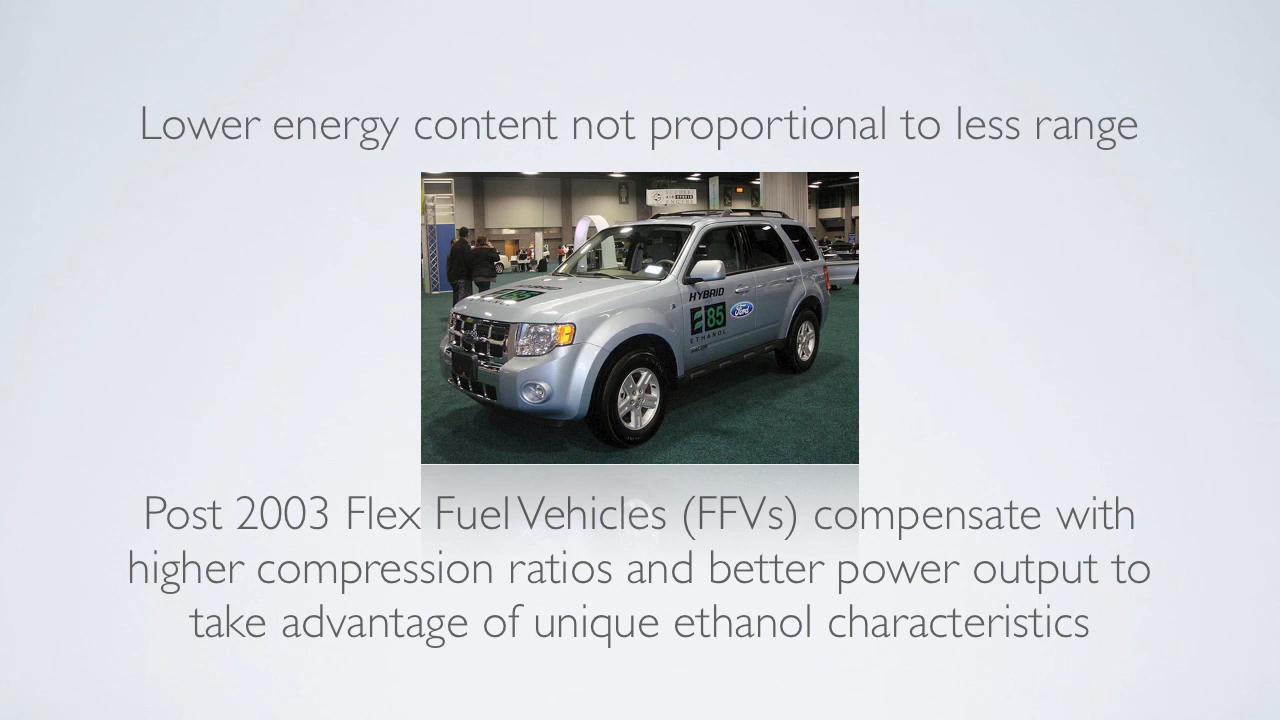 Lower energy content not proportional to less range
HYBRID
E85
ETHANOL
Ford
Post 2003 Flex Fuel Vehicles (FFVs) compensate with
higher compression ratios and better power output to
take advantage of unique ethanol characteristics